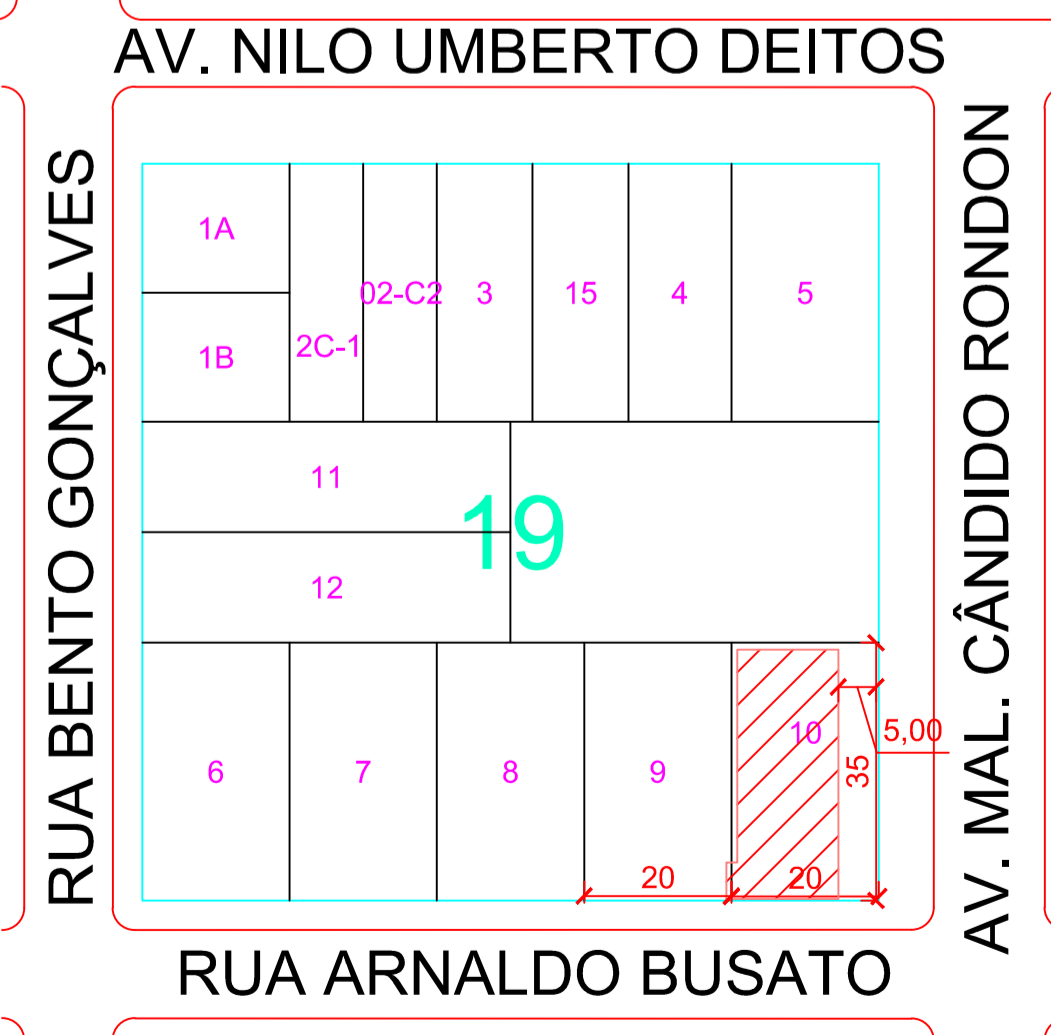 AV. NILO UMBERTO DEITOS
RUA BENTO GONÇALVES
AV. MAL. CÂNDIDO RONDON
1A
1B
2C-1
02-C2
3
15
4
5
11
12
19
6
7
8
9
10
5,00
35
20
20
RUA ARNALDO BUSATO